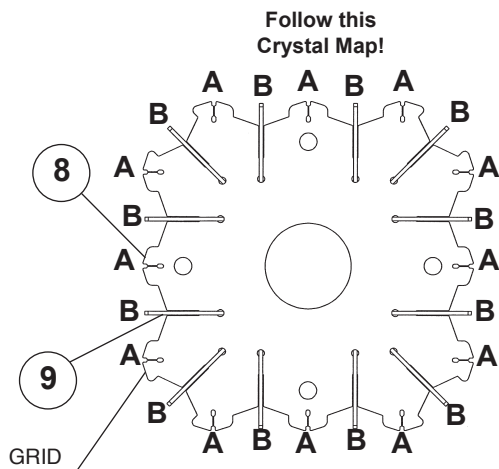 Follow this
Crystal Map!
A B A B A
B B
8
A A
B B
A A
B B
A A
9
B B
A B A B A
GRID